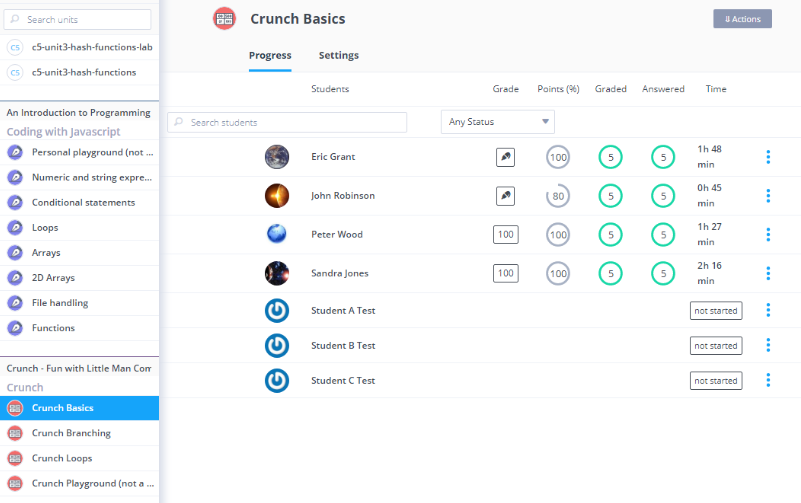 Search units
CS c5-unit3-hash-functions-lab
CS c5-unit3-hash-functions
An Introduction to Programming
Coding with Javascript
Personal playground (not ...
Numeric and string expre...
Conditional statements
Loops
Arrays
2D Arrays
File handling
Functions
Crunch - Fun with Little Man Com
Crunch
Crunch Basics
Crunch Branching
Crunch Loops
Crunch Playground (not a ...
Crunch Basics
Actions
Progress Settings
Students Grade Points (%) Graded Answered Time
Search students Any Status
Eric Grant 100 5 5 1h 48 min
John Robinson 80 5 5 0h 45 min
Peter Wood 100 100 5 5 1h 27 min
Sandra Jones 100 100 5 5 2h 16 min
Student A Test not started
Student B Test not started
Student C Test not started